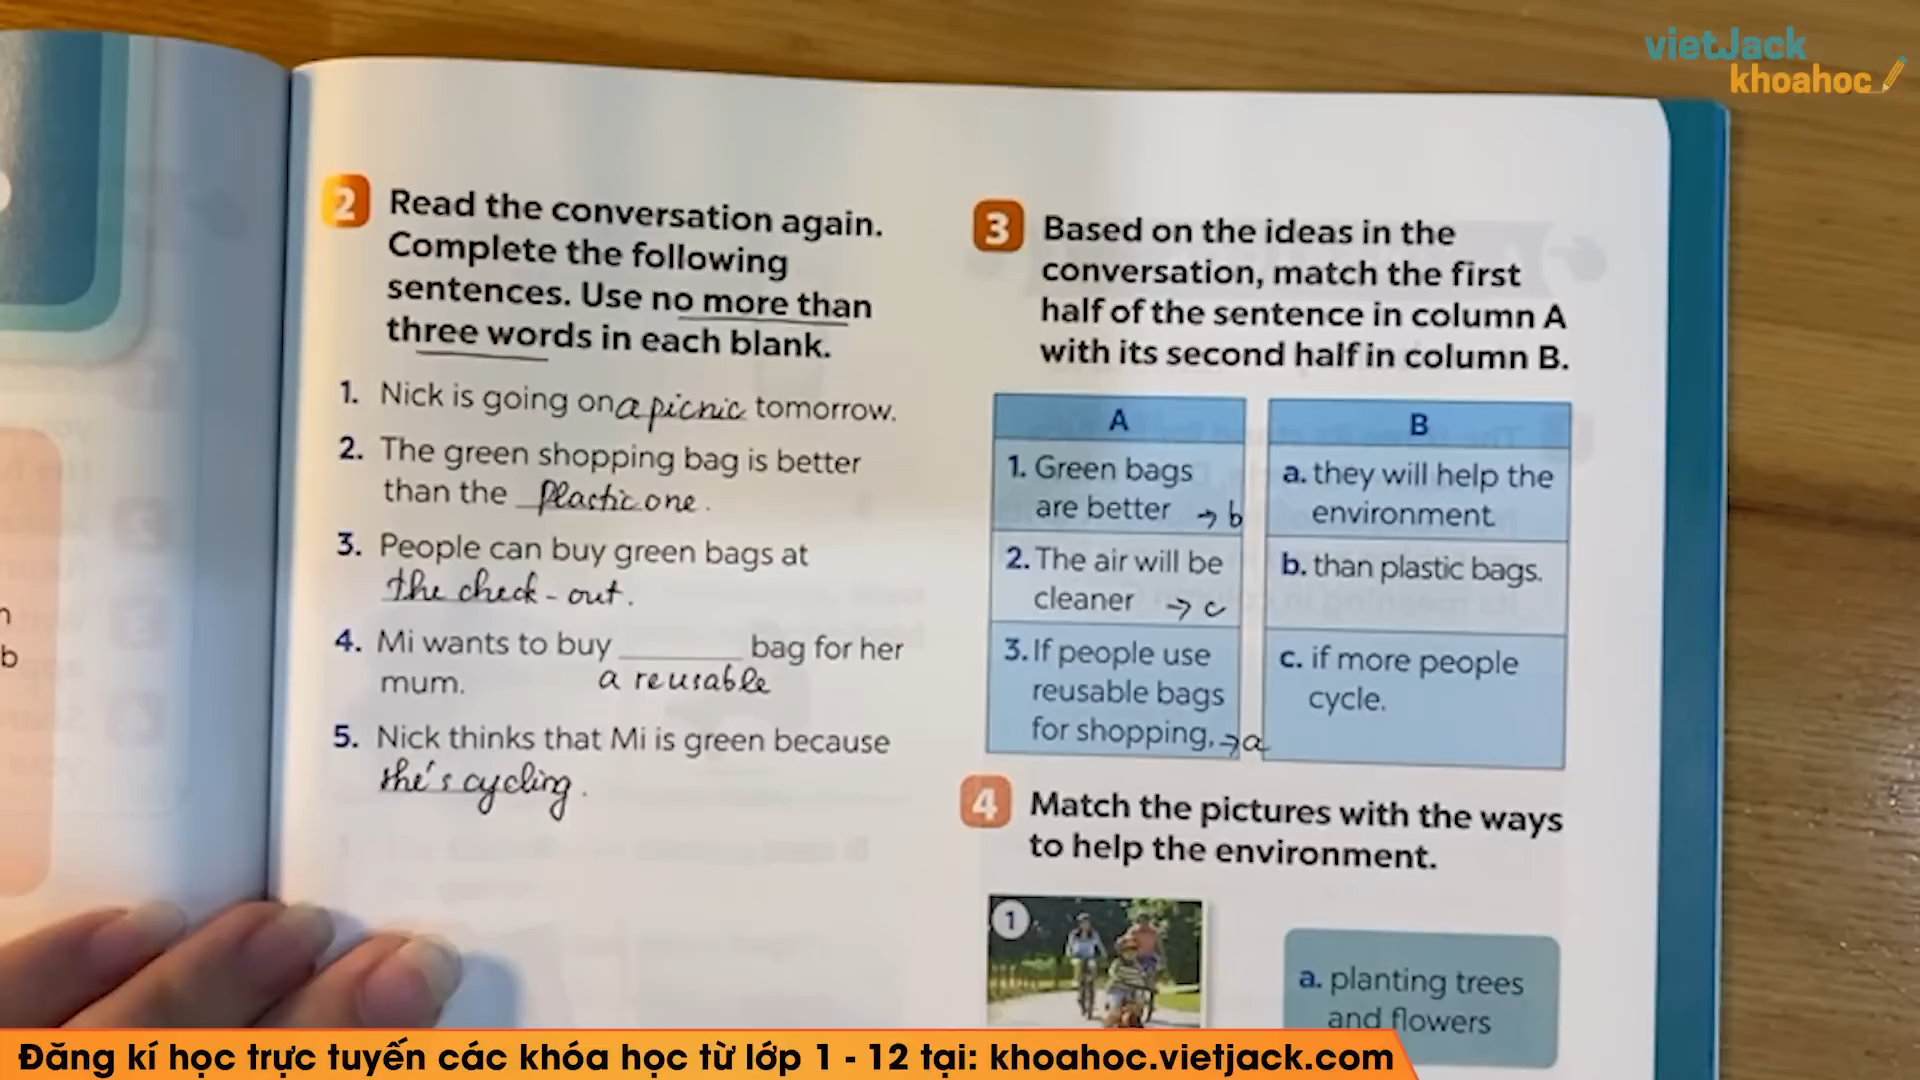 vietJack
khoahoc
2 Read the conversation again.
Complete the following
sentences. Use no more than
three words in each blank.
1. Nick is going on a picnic tomorrow.
2. The green shopping bag is better
than the plastic one.
3. People can buy green bags at
the check-out.
4. Mi wants to buy ________ bag for her
mum. a reusable
5. Nick thinks that Mi is green because
she's cycling.
3 Based on the ideas in the
conversation, match the first
half of the sentence in column A
with its second half in column B.
A
1. Green bags
are better → b
2. The air will be
cleaner → c
3. If people use
reusable bags
for shopping, → a
B
a. they will help the
environment.
b. than plastic bags.
c. if more people
cycle.
4 Match the pictures with the ways
to help the environment.
1
a. planting trees
and flowers
b
Đăng kí học trực tuyến các khóa học từ lớp 1 - 12 tại: khoahoc.vietjack.com